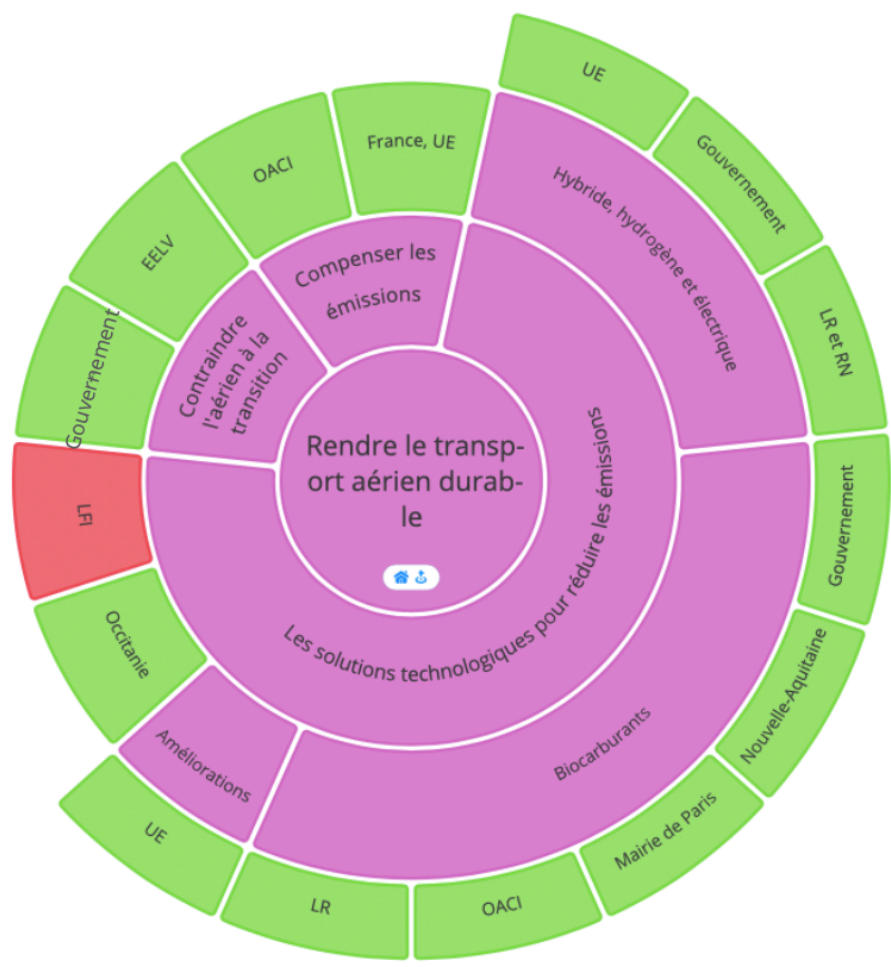 Rendre le transp-
ort aérien durab-
le
Compenser les
émissions
France, UE
OACI
Contraindre
l'aérien à la
transition
EELV
Gouvernement
Les solutions technologiques pour réduire les émissions
Hybride, hydrogène et électrique
UE
Gouvernement
LR et RN
Biocarburants
Gouvernement
Nouvelle-Aquitaine
Mairie de Paris
OACI
LR
Améliorations
UE
Occitanie
LFI